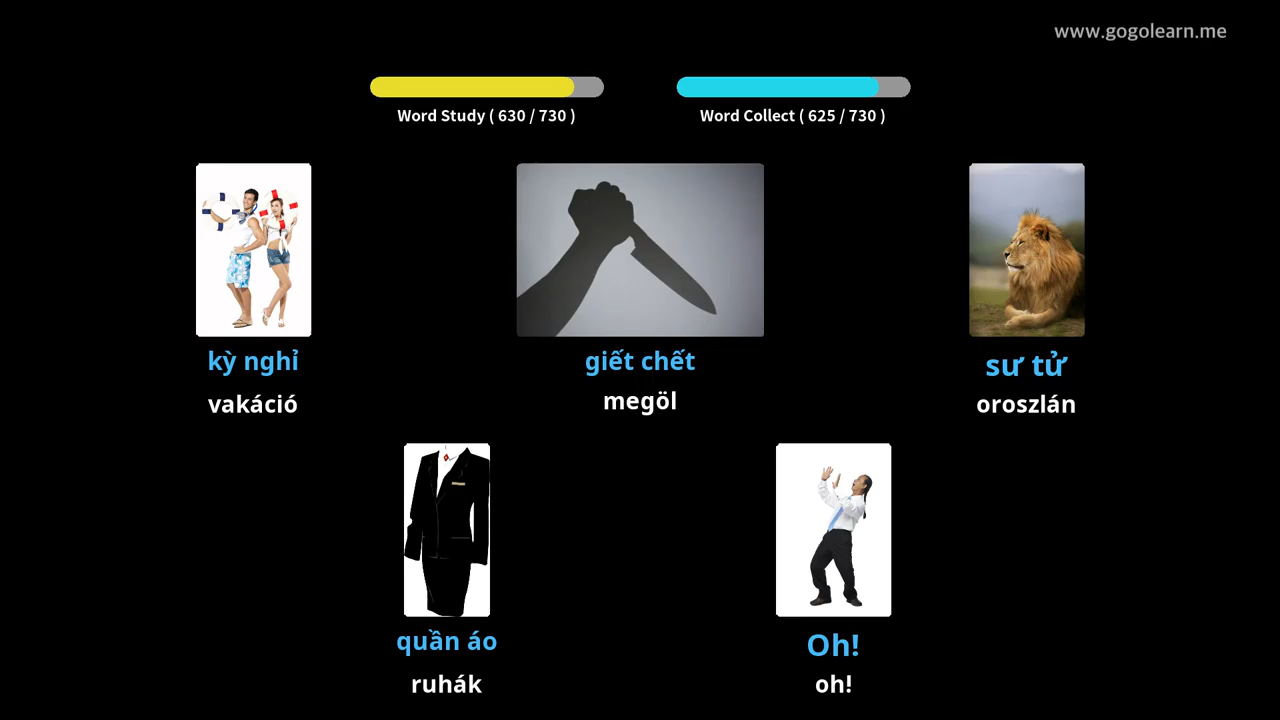 www.gogolearn.me
Word Study ( 630 / 730 )
Word Collect ( 625 / 730 )
kỳ nghỉ
vakáció
giết chết
megöl
sư tử
oroszlán
quần áo
ruhák
Oh!
oh!